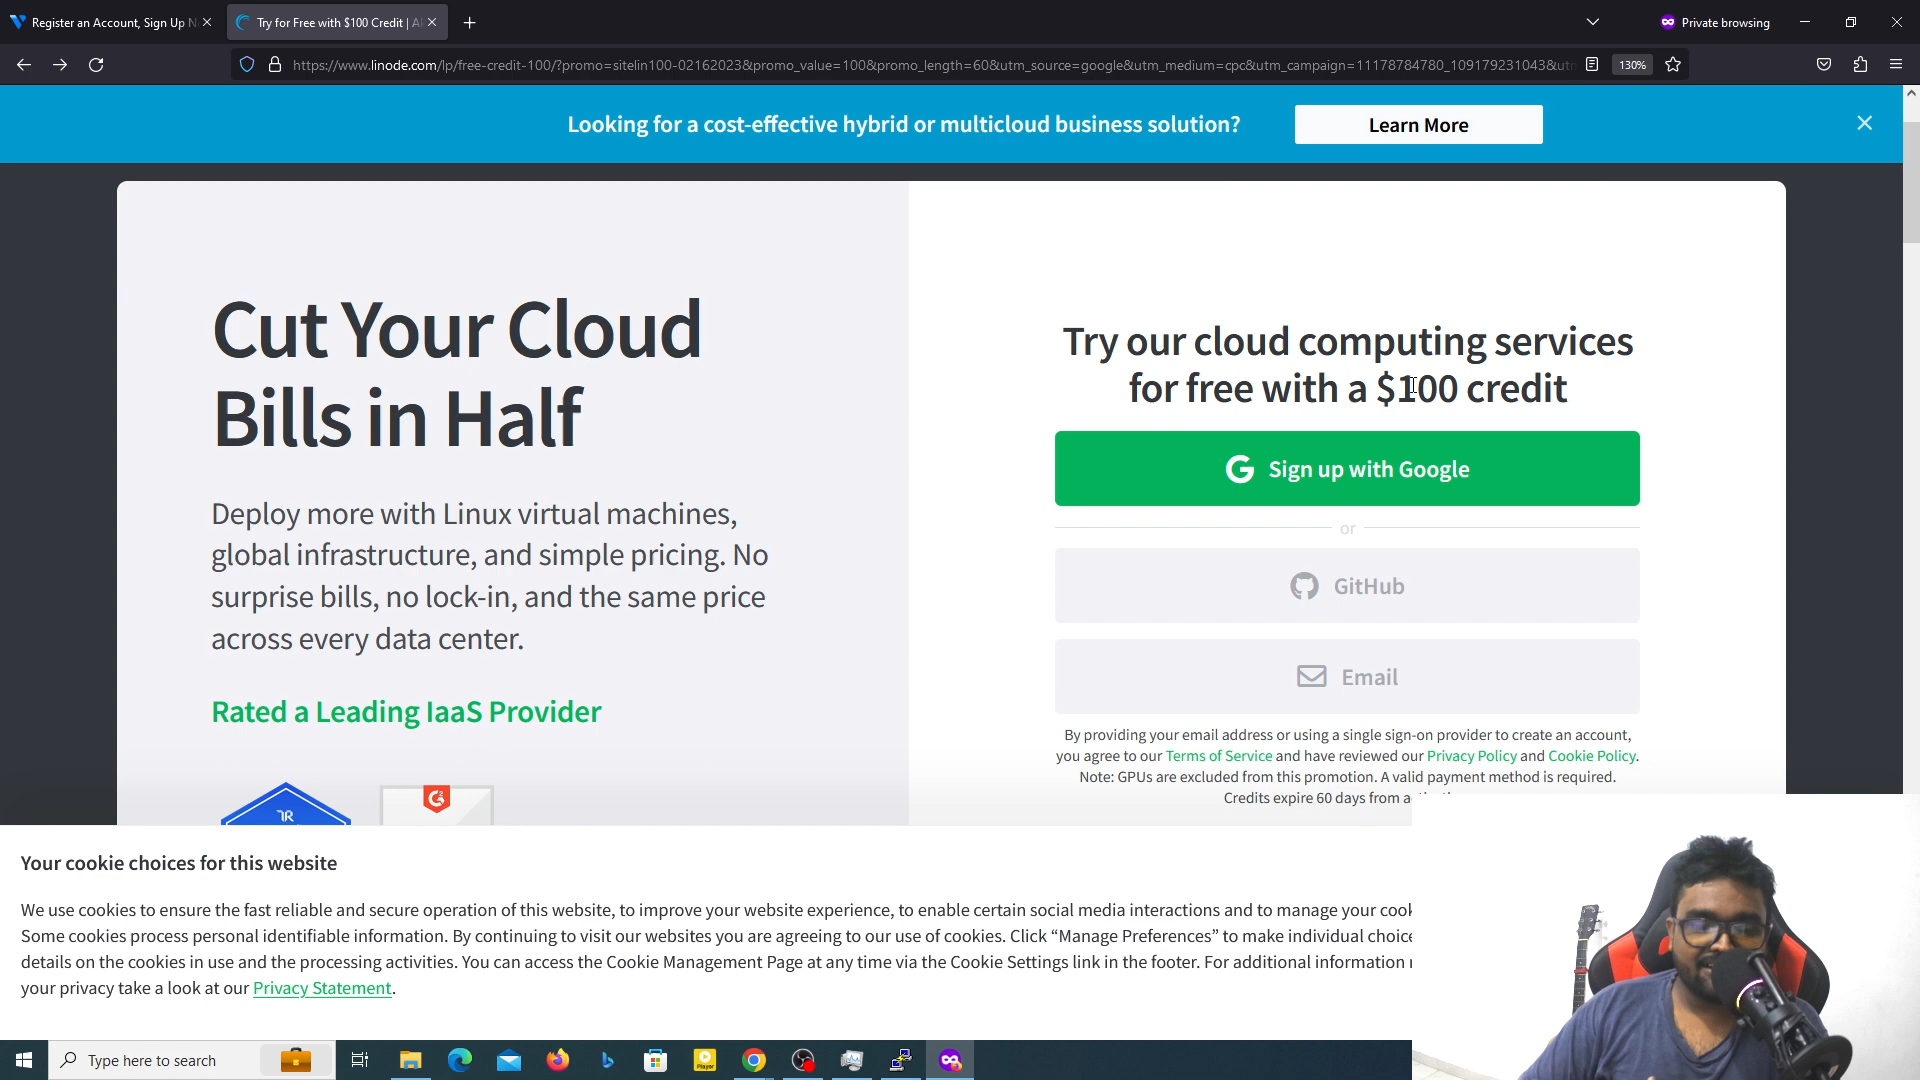 Register an Account, Sign Up N
Try for Free with $100 Credit | A
Private browsing
https://www.linode.com/lp/free-credit-100/?promo=sitelin100-02162023&promo_value=100&promo_length=60&utm_source=google&utm_medium=cpc&utm_campaign=11178784780_109179231043&utm
130%
Looking for a cost-effective hybrid or multicloud business solution?
Learn More
Cut Your Cloud
Bills in Half
Deploy more with Linux virtual machines,
global infrastructure, and simple pricing. No
surprise bills, no lock-in, and the same price
across every data center.
Rated a Leading IaaS Provider
TR
G2
Try our cloud computing services
for free with a $100 credit
Sign up with Google
or
GitHub
Email
By providing your email address or using a single sign-on provider to create an account,
you agree to our Terms of Service and have reviewed our Privacy Policy and Cookie Policy.
Note: GPUs are excluded from this promotion. A valid payment method is required.
Credits expire 60 days from
Your cookie choices for this website
We use cookies to ensure the fast reliable and secure operation of this website, to improve your website experience, to enable certain social media interactions and to manage your cook
Some cookies process personal identifiable information. By continuing to visit our websites you are agreeing to our use of cookies. Click “Manage Preferences” to make individual choice
details on the cookies in use and the processing activities. You can access the Cookie Management Page at any time via the Cookie Settings link in the footer. For additional information
your privacy take a look at our Privacy Statement.
Type here to search
Player